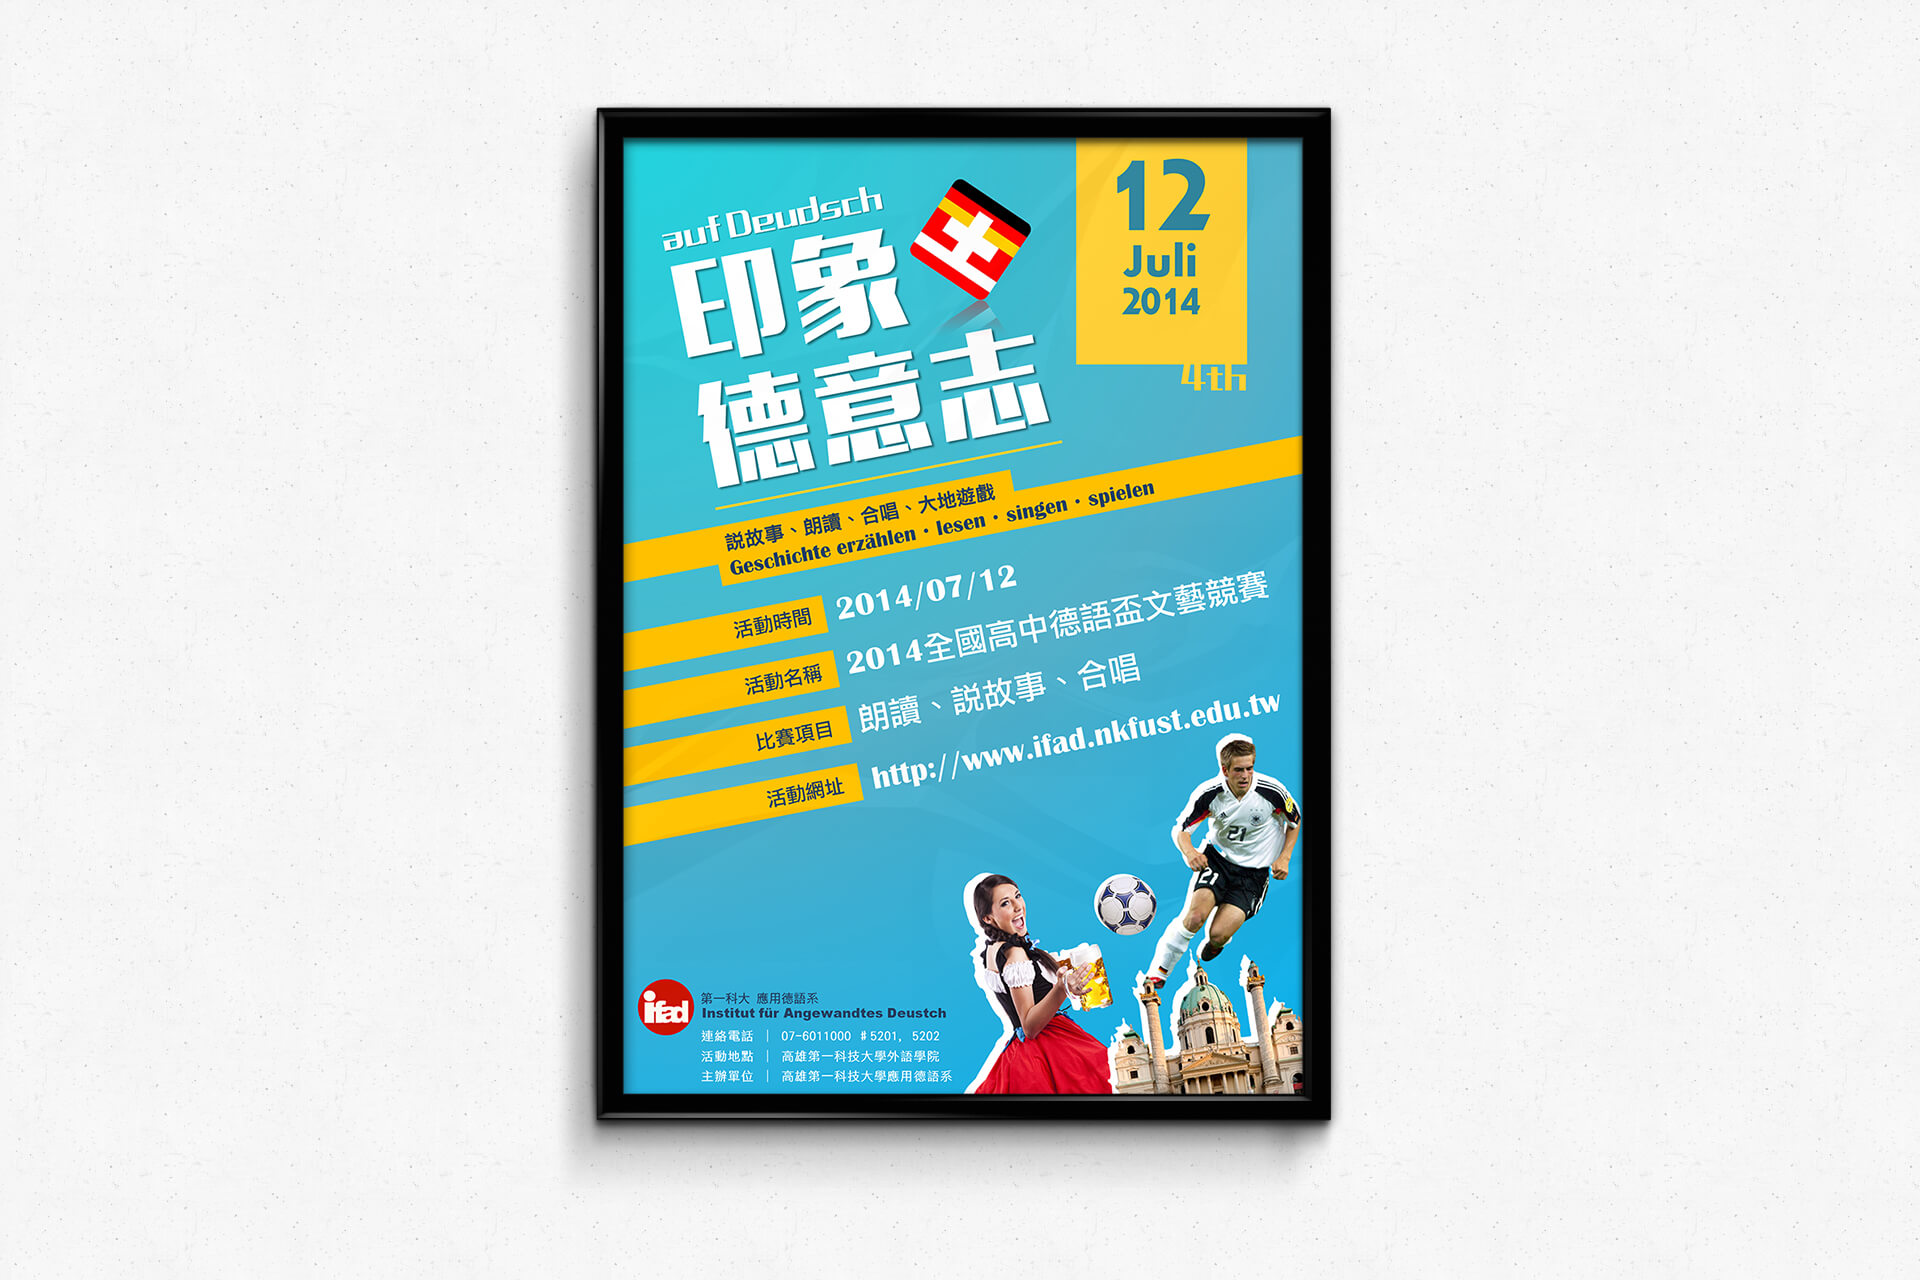 auf Deudsch
印象
德意志
12
Juli
2014
4th
說故事、朗讀、合唱、大地遊戲
Geschichte erzählen · lesen · singen · spielen
活動時間 2014/07/12
活動名稱 2014全國高中德語盃文藝競賽
比賽項目 朗讀、說故事、合唱
活動網址 http://www.ifad.nkfust.edu.tw
21
21
ifad
第一科大 應用德語系
Institut für Angewandtes Deustch
連絡電話 | 07-6011000 #5201, 5202
活動地點 | 高雄第一科技大學外語學院
主辦單位 | 高雄第一科技大學應用德語系